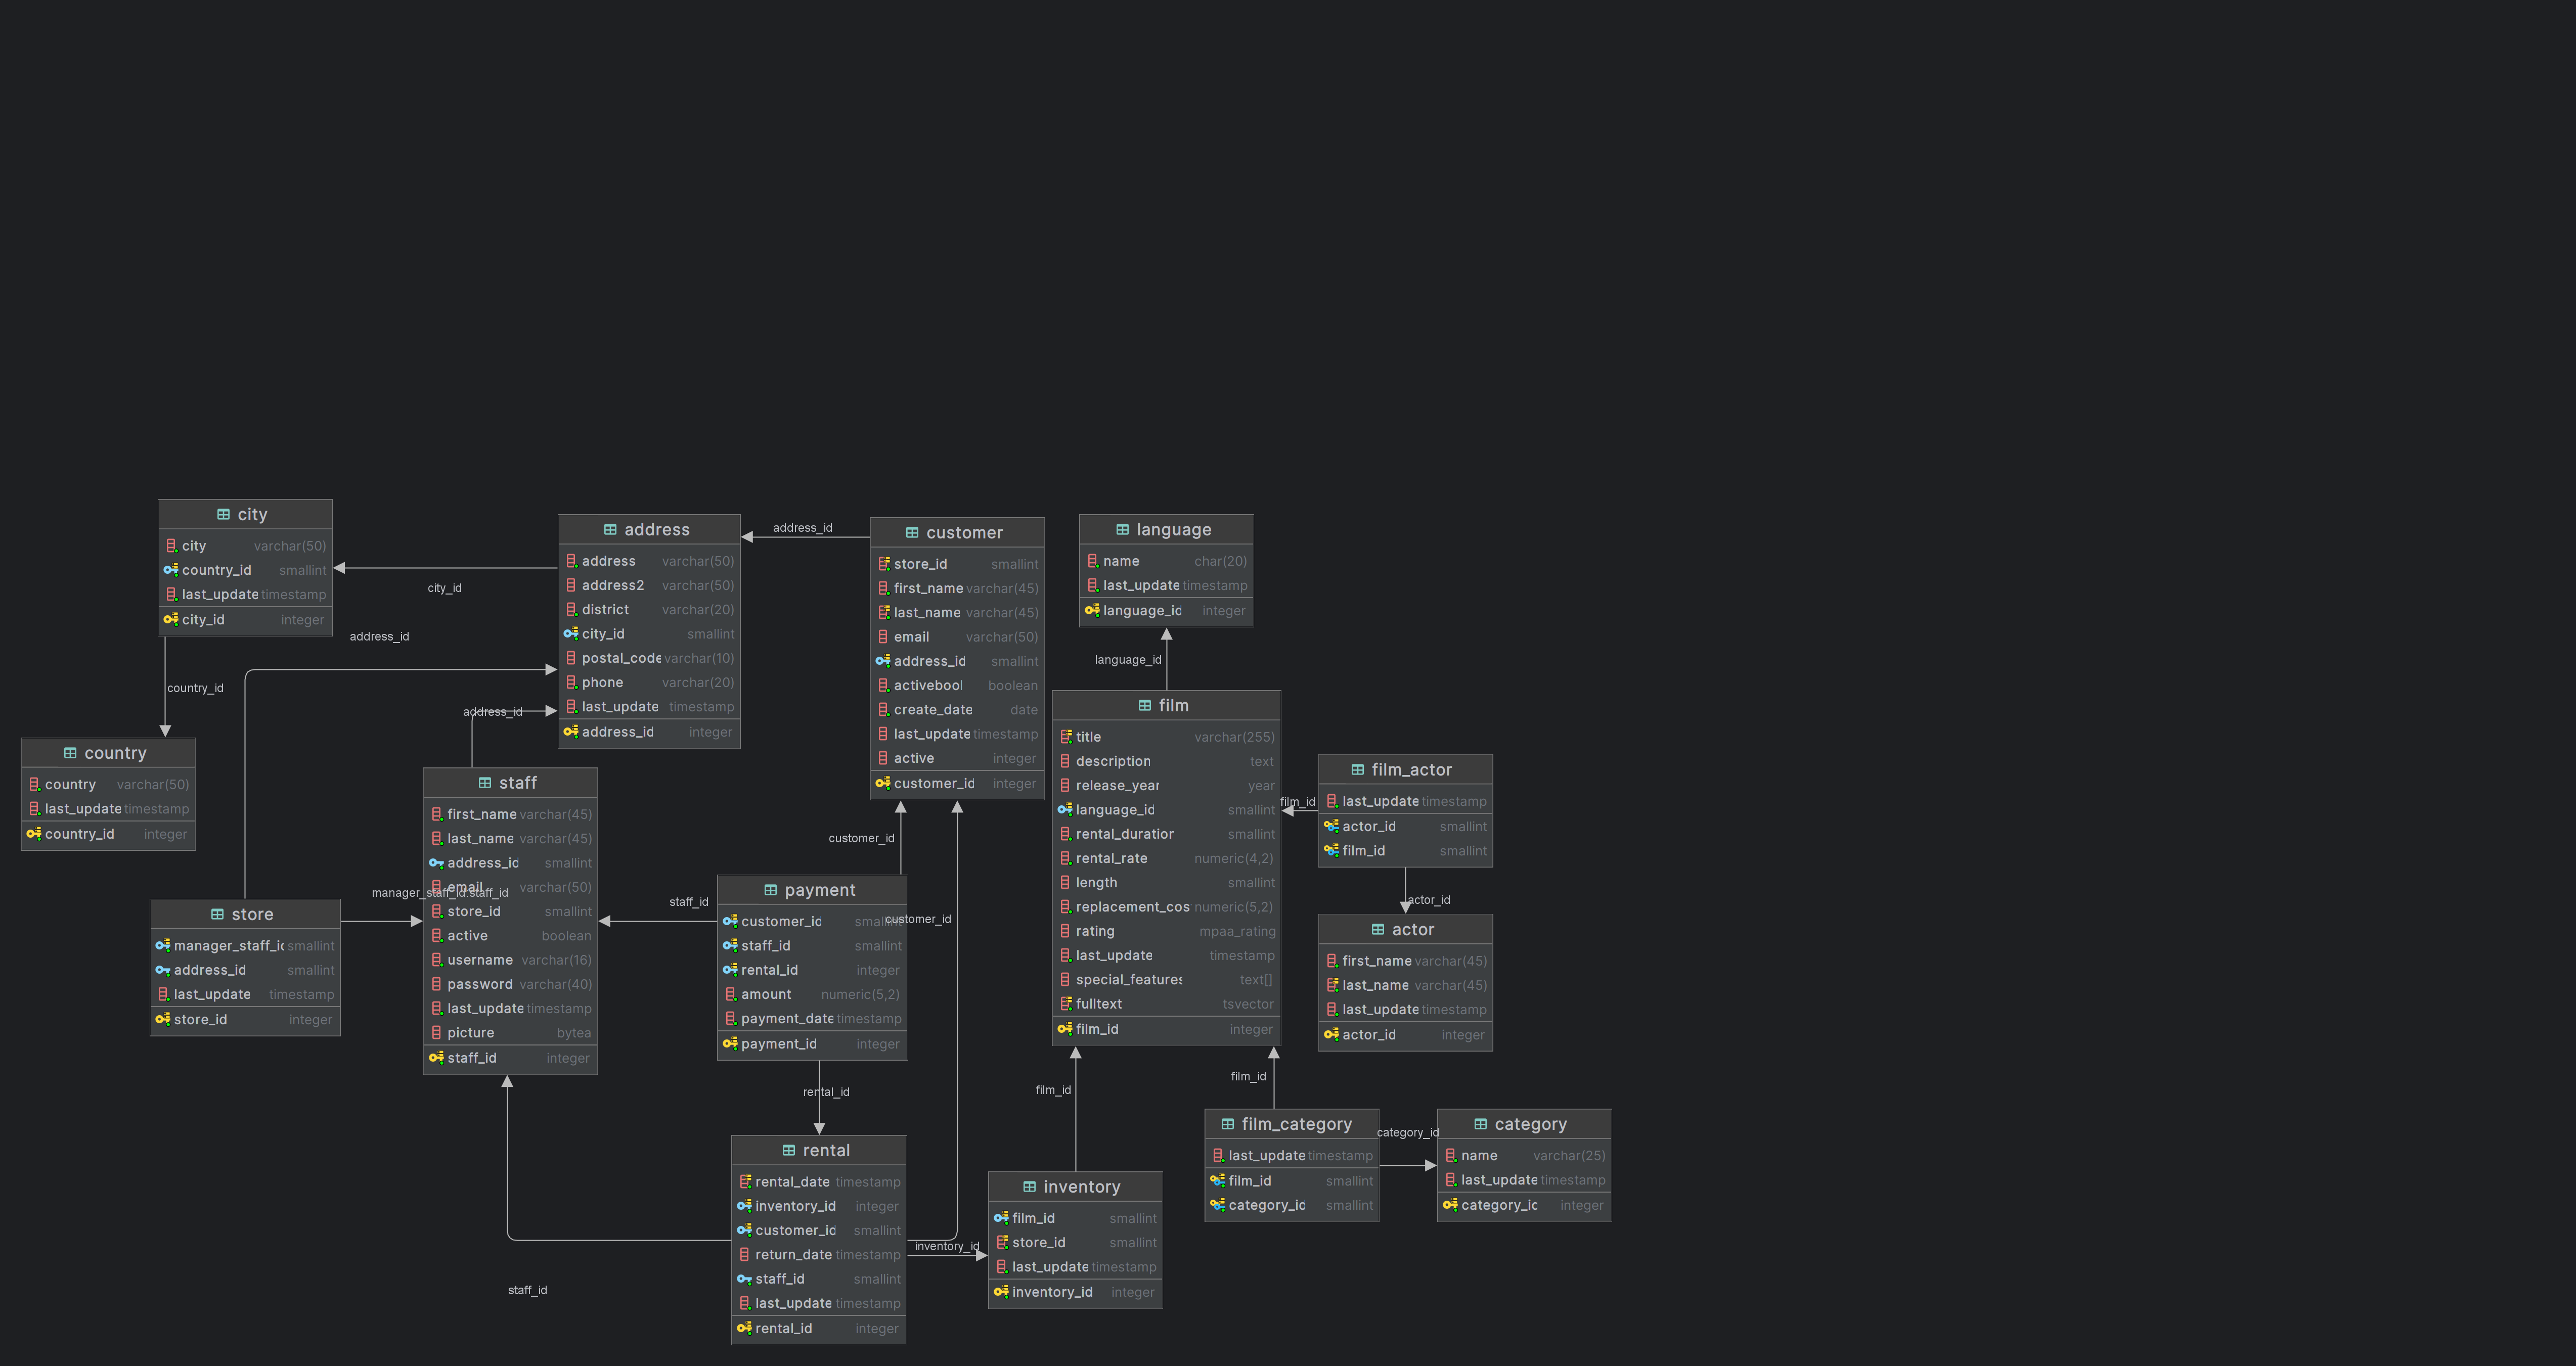 city
city varchar(50)
country_id smallint
last_update timestamp
city_id integer
address
address varchar(50)
address2 varchar(50)
district varchar(20)
city_id smallint
postal_code varchar(10)
phone varchar(20)
last_update timestamp
address_id integer
customer
store_id smallint
first_name varchar(45)
last_name varchar(45)
email varchar(50)
address_id smallint
activebool boolean
create_date date
last_update timestamp
active integer
customer_id integer
language
name char(20)
last_update timestamp
language_id integer
address_id
city_id
address_id
country_id
address_id
language_id
country
country varchar(50)
last_update timestamp
country_id integer
staff
first_name varchar(45)
last_name varchar(45)
address_id smallint
email varchar(50)
store_id smallint
active boolean
username varchar(16)
password varchar(40)
last_update timestamp
picture bytea
staff_id integer
film
title varchar(255)
description text
release_year year
language_id smallint
rental_duration smallint
rental_rate numeric(4,2)
length smallint
replacement_cos numeric(5,2)
rating mpaa_rating
last_update timestamp
special_features text[]
fulltext tsvector
film_id integer
film_actor
last_update timestamp
actor_id smallint
film_id smallint
film_id
actor_id
customer_id
manager_staff_id:staff_id
staff_id
customer_id
store
manager_staff_id smallint
address_id smallint
last_update timestamp
store_id integer
payment
customer_id smallint
staff_id smallint
rental_id integer
amount numeric(5,2)
payment_date timestamp
payment_id integer
actor
first_name varchar(45)
last_name varchar(45)
last_update timestamp
actor_id integer
rental_id
film_id
film_id
category_id
film_category
last_update timestamp
film_id smallint
category_id smallint
category
name varchar(25)
last_update timestamp
category_id integer
rental
rental_date timestamp
inventory_id integer
customer_id smallint
return_date timestamp
staff_id smallint
last_update timestamp
rental_id integer
inventory
film_id smallint
store_id smallint
last_update timestamp
inventory_id integer
inventory_id
staff_id